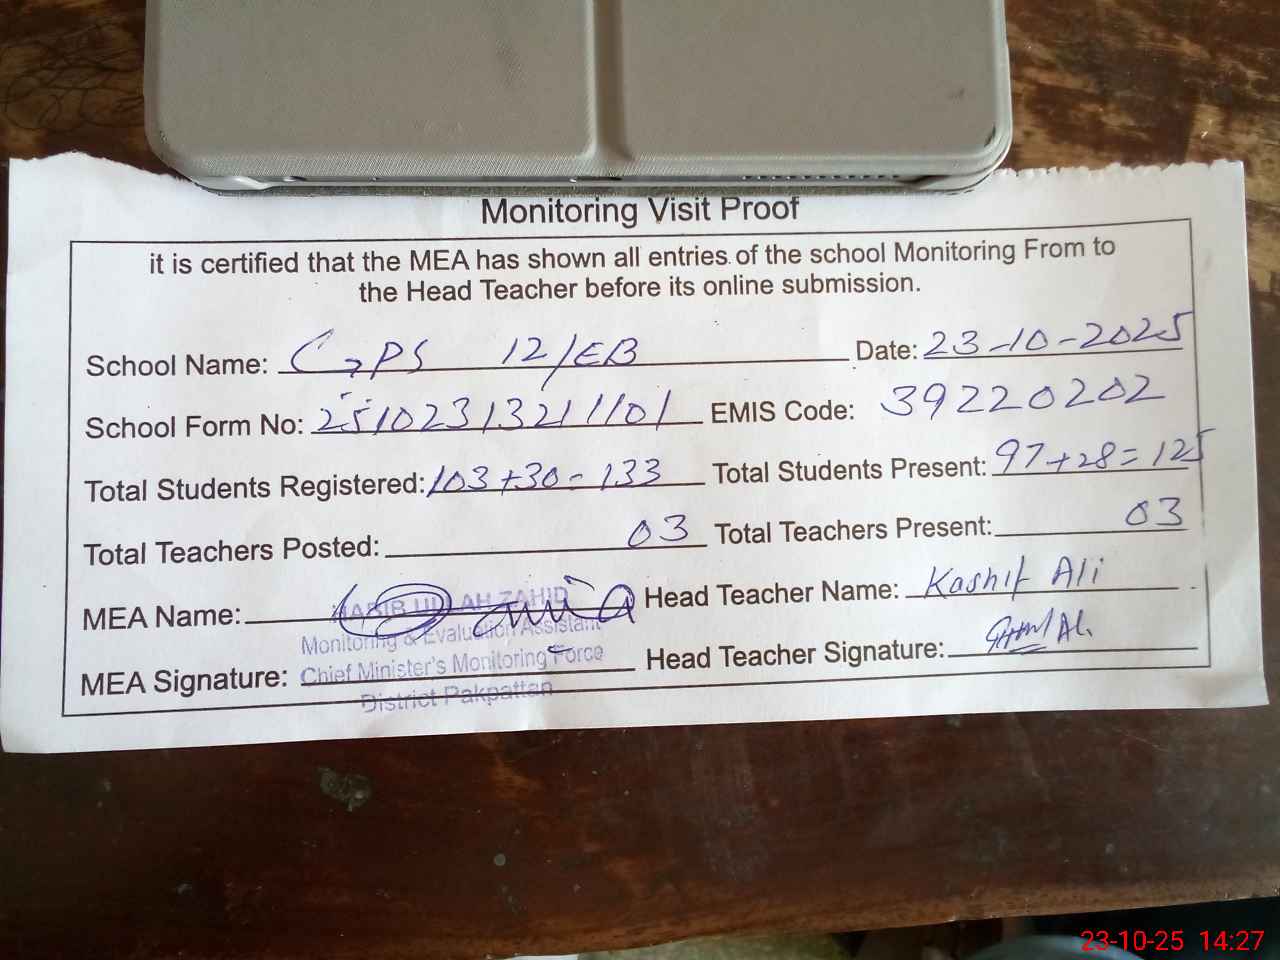 Monitoring Visit Proof
it is certified that the MEA has shown all entries of the school Monitoring From to
the Head Teacher before its online submission.
School Name: GPS 12/EB Date: 23-10-2025
School Form No: 25102313211101 EMIS Code: 39220202
Total Students Registered: 103+30=133 Total Students Present: 97+28=125
Total Teachers Posted: 03 Total Teachers Present: 03
MEA Name: HABIB ULLAH ZAHID Head Teacher Name: Kashif Ali
Monitoring & Evaluation Assistant
MEA Signature: Chief Minister's Monitoring Force Head Teacher Signature:
District Pakpattan
23-10-25 14:27